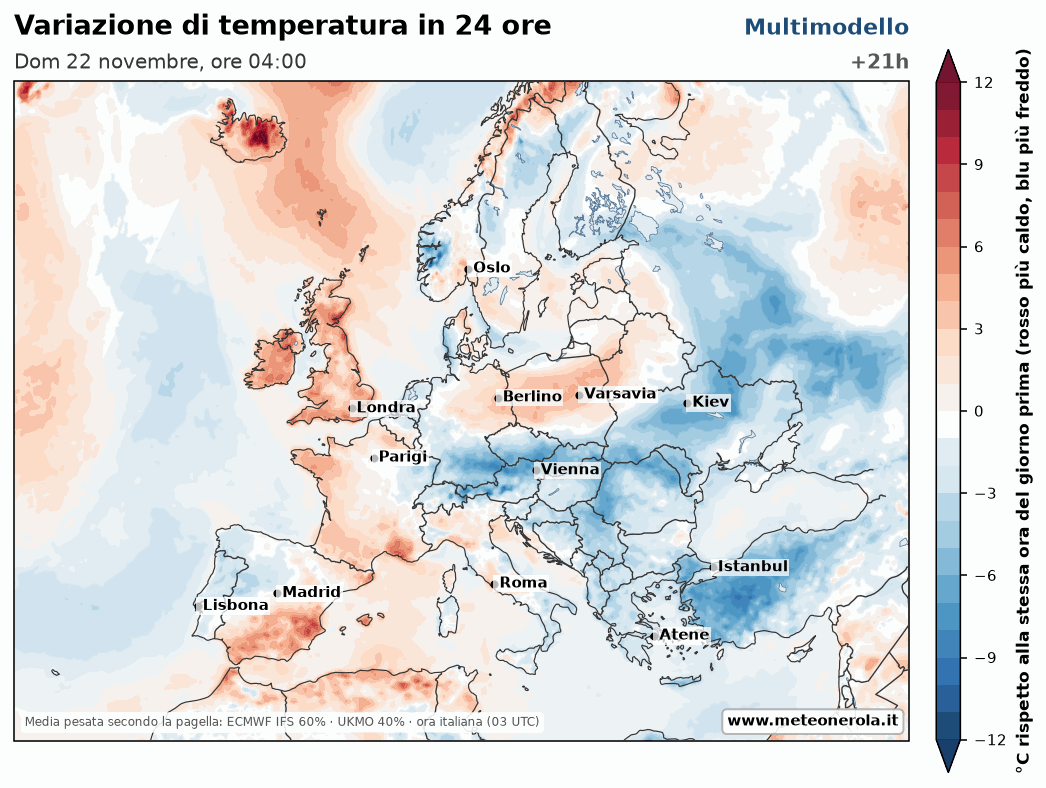 Variazione di temperatura in 24 ore
Multimodello
Dom 22 novembre, ore 04:00
+21h
12
9
6
3
0
−3
−6
−9
−12
°C rispetto alla stessa ora del giorno prima (rosso più caldo, blu più freddo)
Oslo
Londra
Berlino
Varsavia
Kiev
Parigi
Vienna
Istanbul
Roma
Madrid
Lisbona
Atene
Media pesata secondo la pagella: ECMWF IFS 60% · UKMO 40% · ora italiana (03 UTC)
www.meteonerola.it